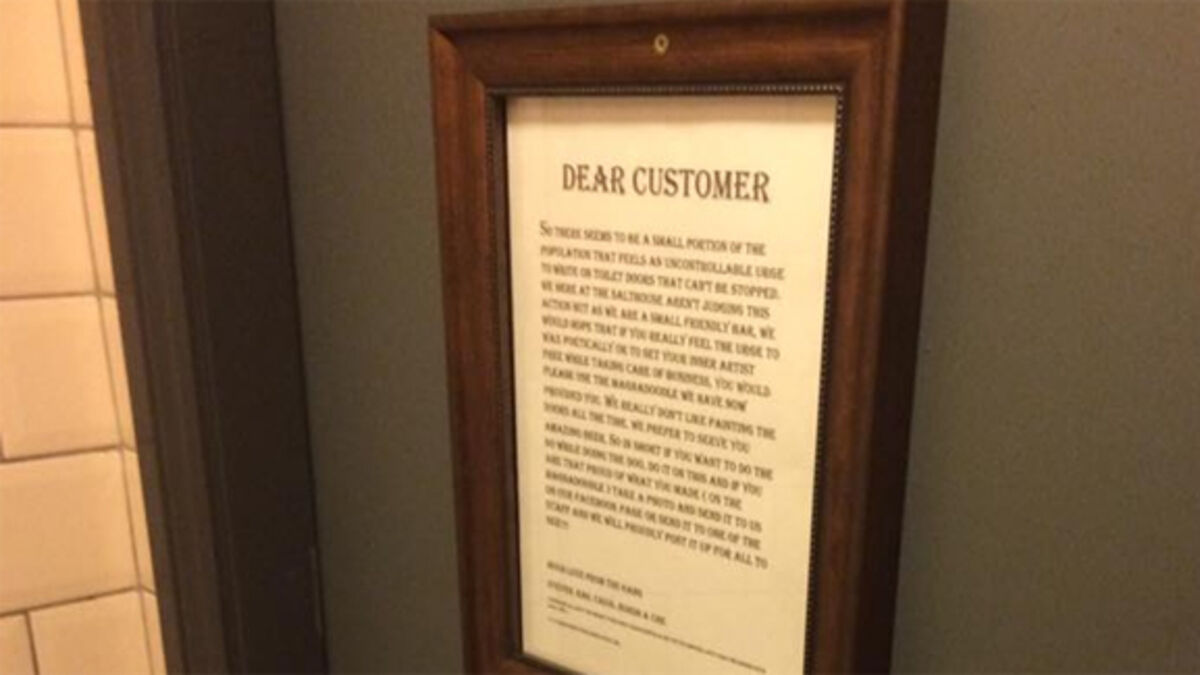 DEAR CUSTOMER
SO THERE SEEMS TO BE A SMALL PORTION OF THE
POPULATION THAT FEELS AN UNCONTROLLABLE URGE
TO WRITE ON TOILET DOORS THAT CAN'T BE STOPPED.
WE HERE AT THE SALTHOUSE AREN'T JUDGING THIS
ACTION BUT AS WE ARE A SMALL FRIENDLY BAR, WE
WOULD HOPE THAT IF YOU REALLY FEEL THE URGE TO
WAX POETICALLY OR TO SET YOUR INNER ARTIST
FREE WHILE TAKING CARE OF BUSINESS, YOU WOULD
PLEASE USE THE MAGNADOODLE WE HAVE NOW
PROVIDED YOU. WE REALLY DON'T LIKE PAINTING THE
DOORS ALL THE TIME, WE PREFER TO SERVE YOU
AMAZING BEER. SO IN SHORT IF YOU WANT TO DO THE
DO WHILE DOING THE DOO, DO IT ON THIS AND IF YOU
ARE THAT PROUD OF WHAT YOU MADE ( ON THE
MAGNADOODLE ) TAKE A PHOTO AND SEND IT TO US
ON OUR FACEBOOK PAGE OR SEND IT TO ONE OF THE
STAFF AND WE WILL PROUDLY POST IT UP FOR ALL TO
SEE!!!
MUCH LOVE FROM THE GANG